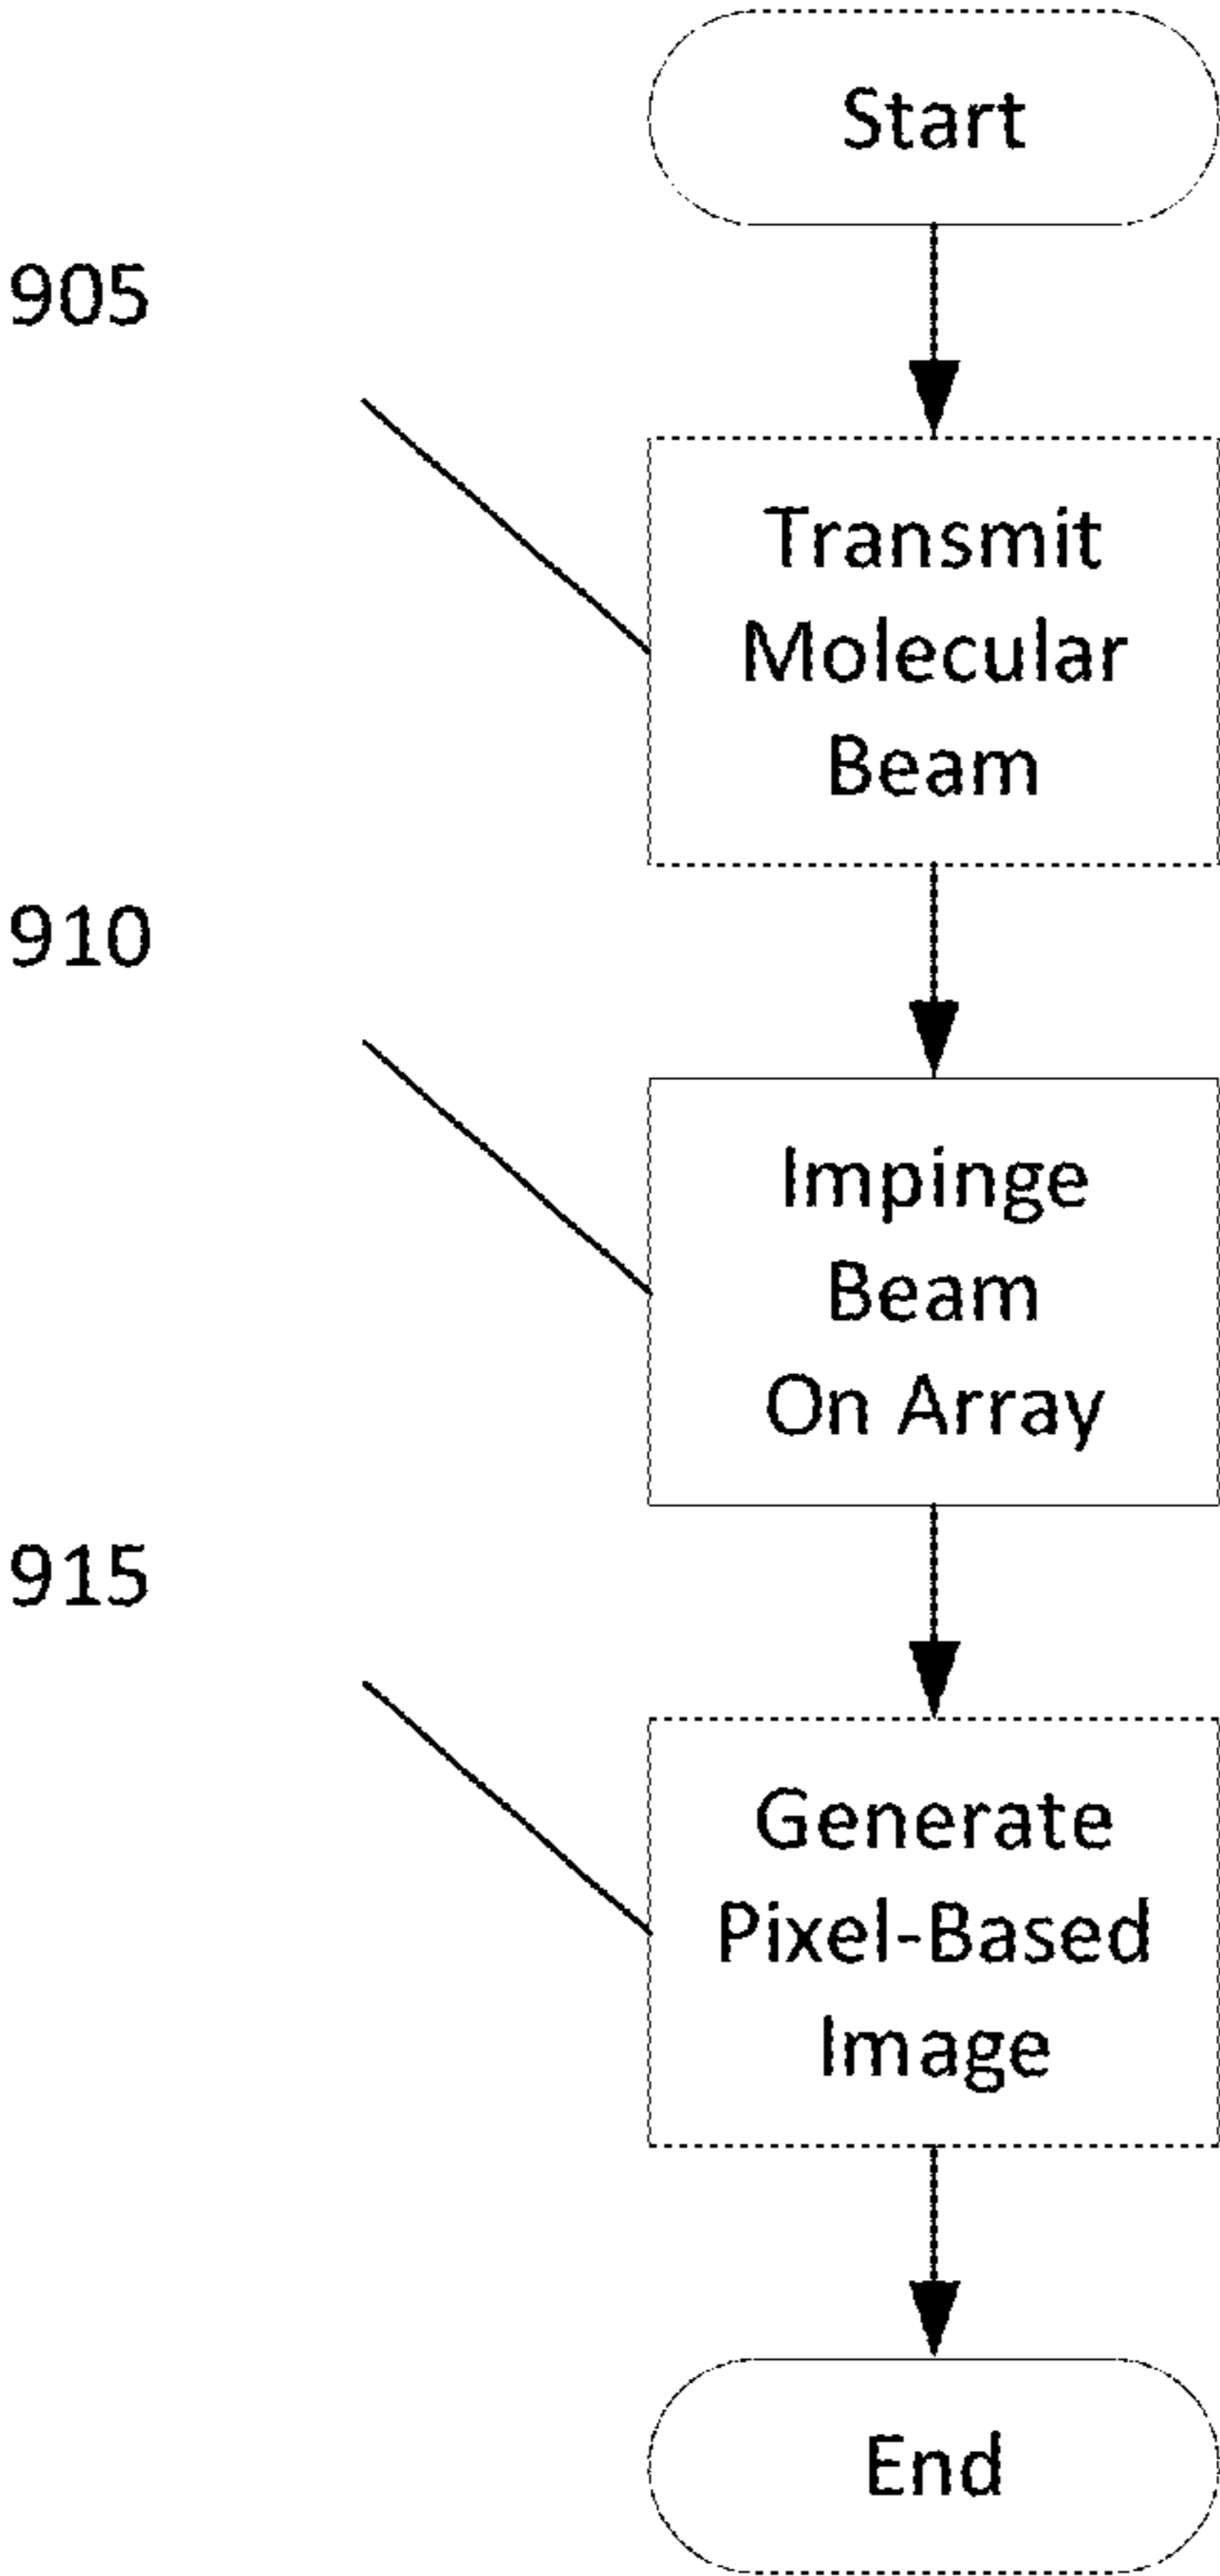 Start
905
Transmit
Molecular
Beam
910
Impinge
Beam
On Array
915
Generate
Pixel-Based
Image
End